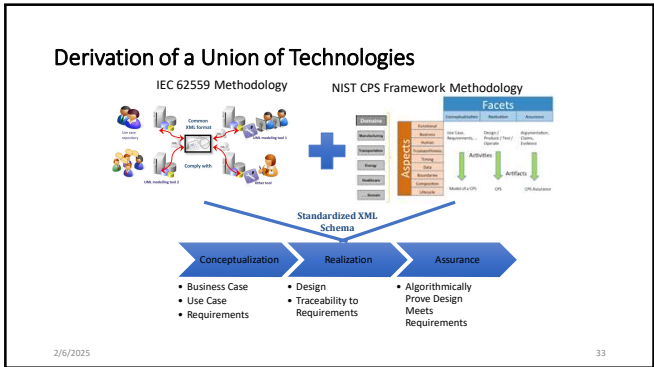 Derivation of a Union of Technologies
IEC 62559 Methodology
NIST CPS Framework Methodology
Use case
repository
Common
XML format
Comply with
UML modeling tool 1
UML modeling tool 2
Other tool
Domains
Manufacturing
Transportation
Energy
Healthcare
... Domain
Aspects
Functional
Business
Human
Trustworthiness
Timing
Data
Boundaries
Composition
Lifecycle
Facets
Conceptualization
Realization
Assurance
Use Case,
Requirements, ...
Design /
Produce / Test /
Operate
Argumentation,
Claims,
Evidence
Activities
Artifacts
Model of a CPS
CPS
CPS Assurance
Standardized XML
Schema
Conceptualization
Realization
Assurance
• Business Case
• Use Case
• Requirements
• Design
• Traceability to
Requirements
• Algorithmically
Prove Design
Meets
Requirements
2/6/2025
33